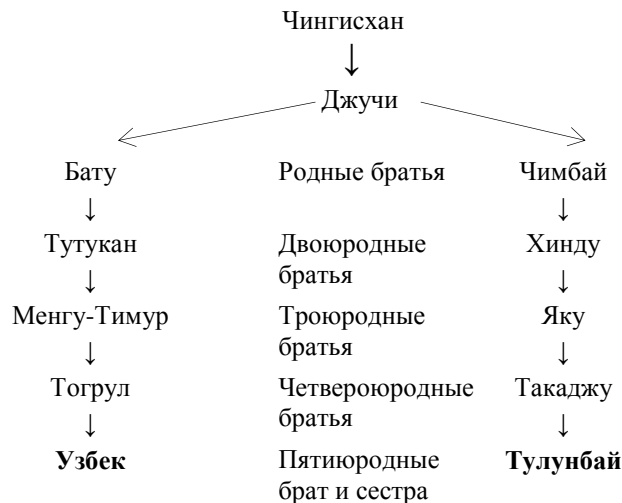 Чингисхан
Джучи
Бату Родные братья Чимбай
Тутукан Двоюродные Хинду
братья
Менгу-Тимур Троюродные Яку
братья
Тогрул Четвероюродные Такаджу
братья
Узбек Пятиюродные Тулунбай
брат и сестра